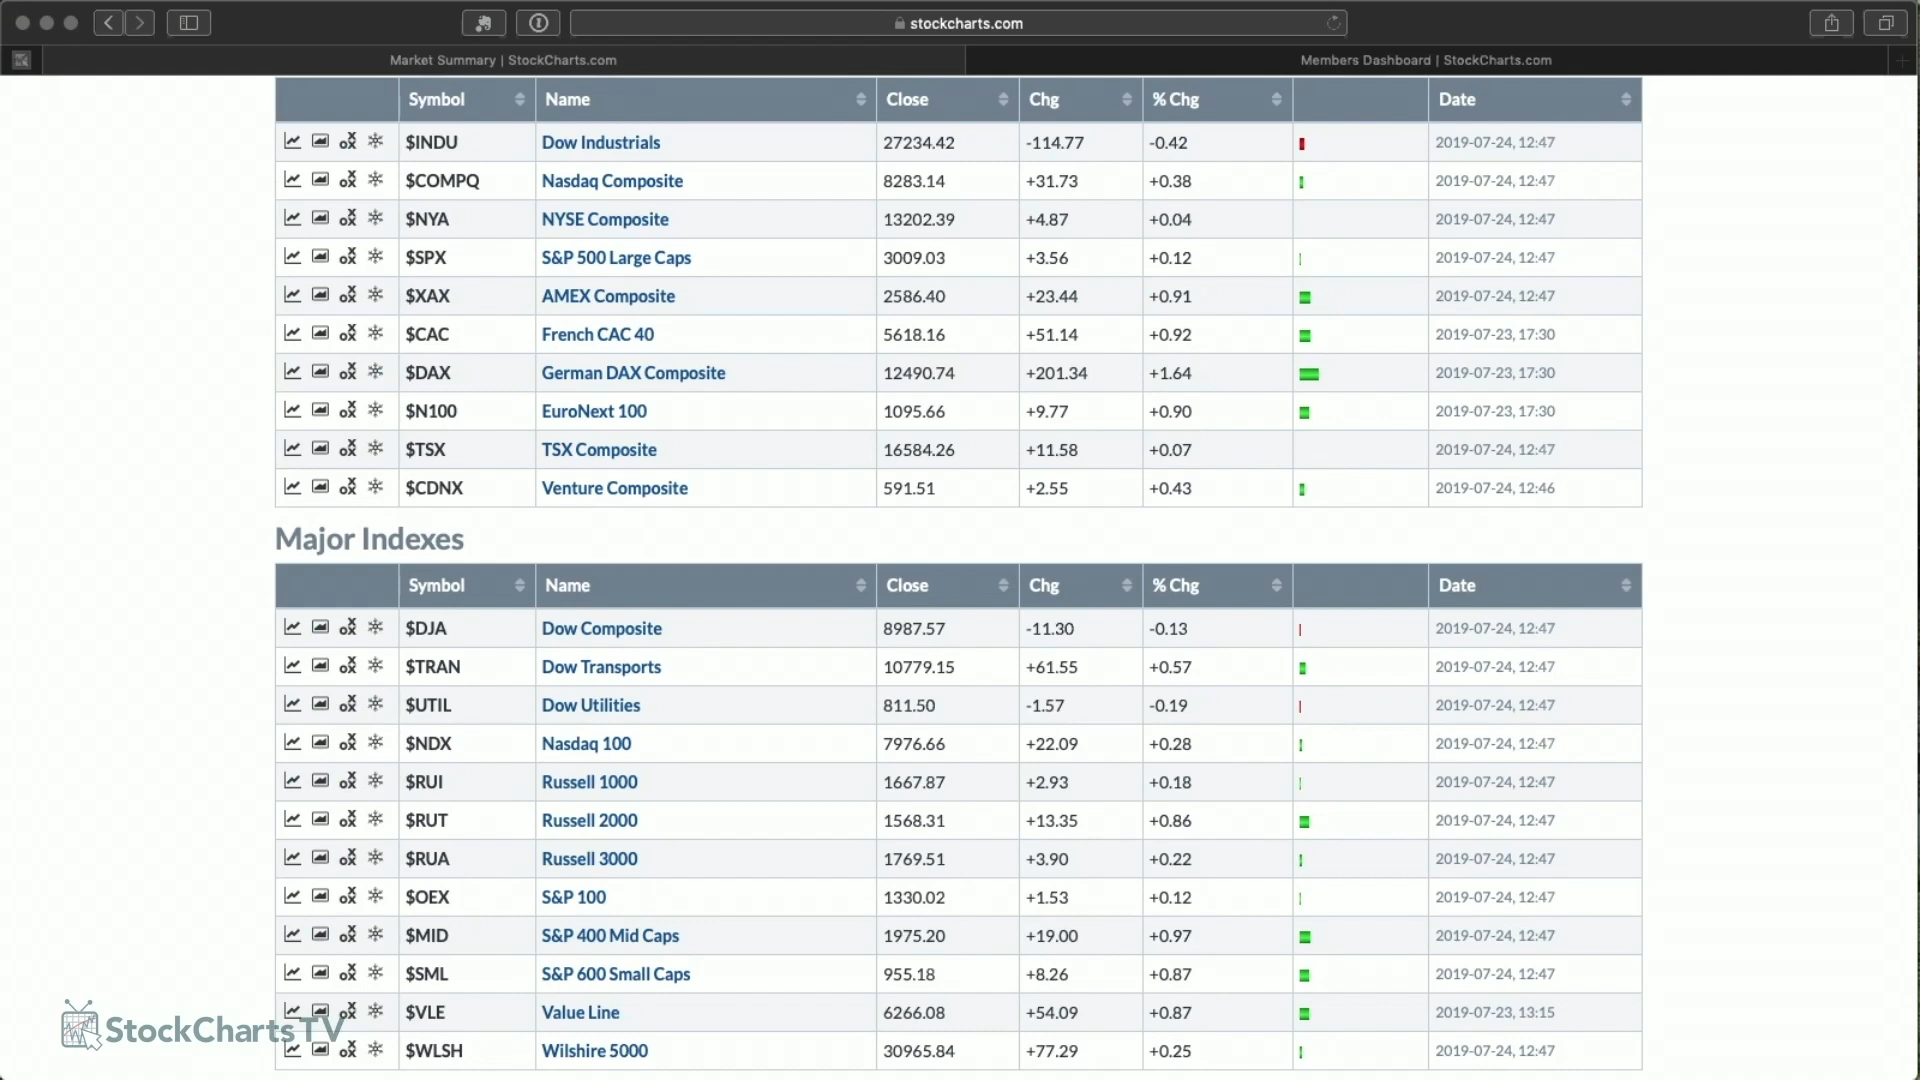 stockcharts.com
Market Summary | StockCharts.com
Members Dashboard | StockCharts.com
Symbol Name Close Chg % Chg Date
$INDU Dow Industrials 27234.42 -114.77 -0.42 2019-07-24, 12:47
$COMPQ Nasdaq Composite 8283.14 +31.73 +0.38 2019-07-24, 12:47
$NYA NYSE Composite 13202.39 +4.87 +0.04 2019-07-24, 12:47
$SPX S&P 500 Large Caps 3009.03 +3.56 +0.12 2019-07-24, 12:47
$XAX AMEX Composite 2586.40 +23.44 +0.91 2019-07-24, 12:47
$CAC French CAC 40 5618.16 +51.14 +0.92 2019-07-23, 17:30
$DAX German DAX Composite 12490.74 +201.34 +1.64 2019-07-23, 17:30
$N100 EuroNext 100 1095.66 +9.77 +0.90 2019-07-23, 17:30
$TSX TSX Composite 16584.26 +11.58 +0.07 2019-07-24, 12:47
$CDNX Venture Composite 591.51 +2.55 +0.43 2019-07-24, 12:46
Major Indexes
Symbol Name Close Chg % Chg Date
$DJA Dow Composite 8987.57 -11.30 -0.13 2019-07-24, 12:47
$TRAN Dow Transports 10779.15 +61.55 +0.57 2019-07-24, 12:47
$UTIL Dow Utilities 811.50 -1.57 -0.19 2019-07-24, 12:47
$NDX Nasdaq 100 7976.66 +22.09 +0.28 2019-07-24, 12:47
$RUI Russell 1000 1667.87 +2.93 +0.18 2019-07-24, 12:47
$RUT Russell 2000 1568.31 +13.35 +0.86 2019-07-24, 12:47
$RUA Russell 3000 1769.51 +3.90 +0.22 2019-07-24, 12:47
$OEX S&P 100 1330.02 +1.53 +0.12 2019-07-24, 12:47
$MID S&P 400 Mid Caps 1975.20 +19.00 +0.97 2019-07-24, 12:47
$SML S&P 600 Small Caps 955.18 +8.26 +0.87 2019-07-24, 12:47
$VLE Value Line 6266.08 +54.09 +0.87 2019-07-23, 13:15
StockCharts TV
$WLSH Wilshire 5000 30965.84 +77.29 +0.25 2019-07-24, 12:47